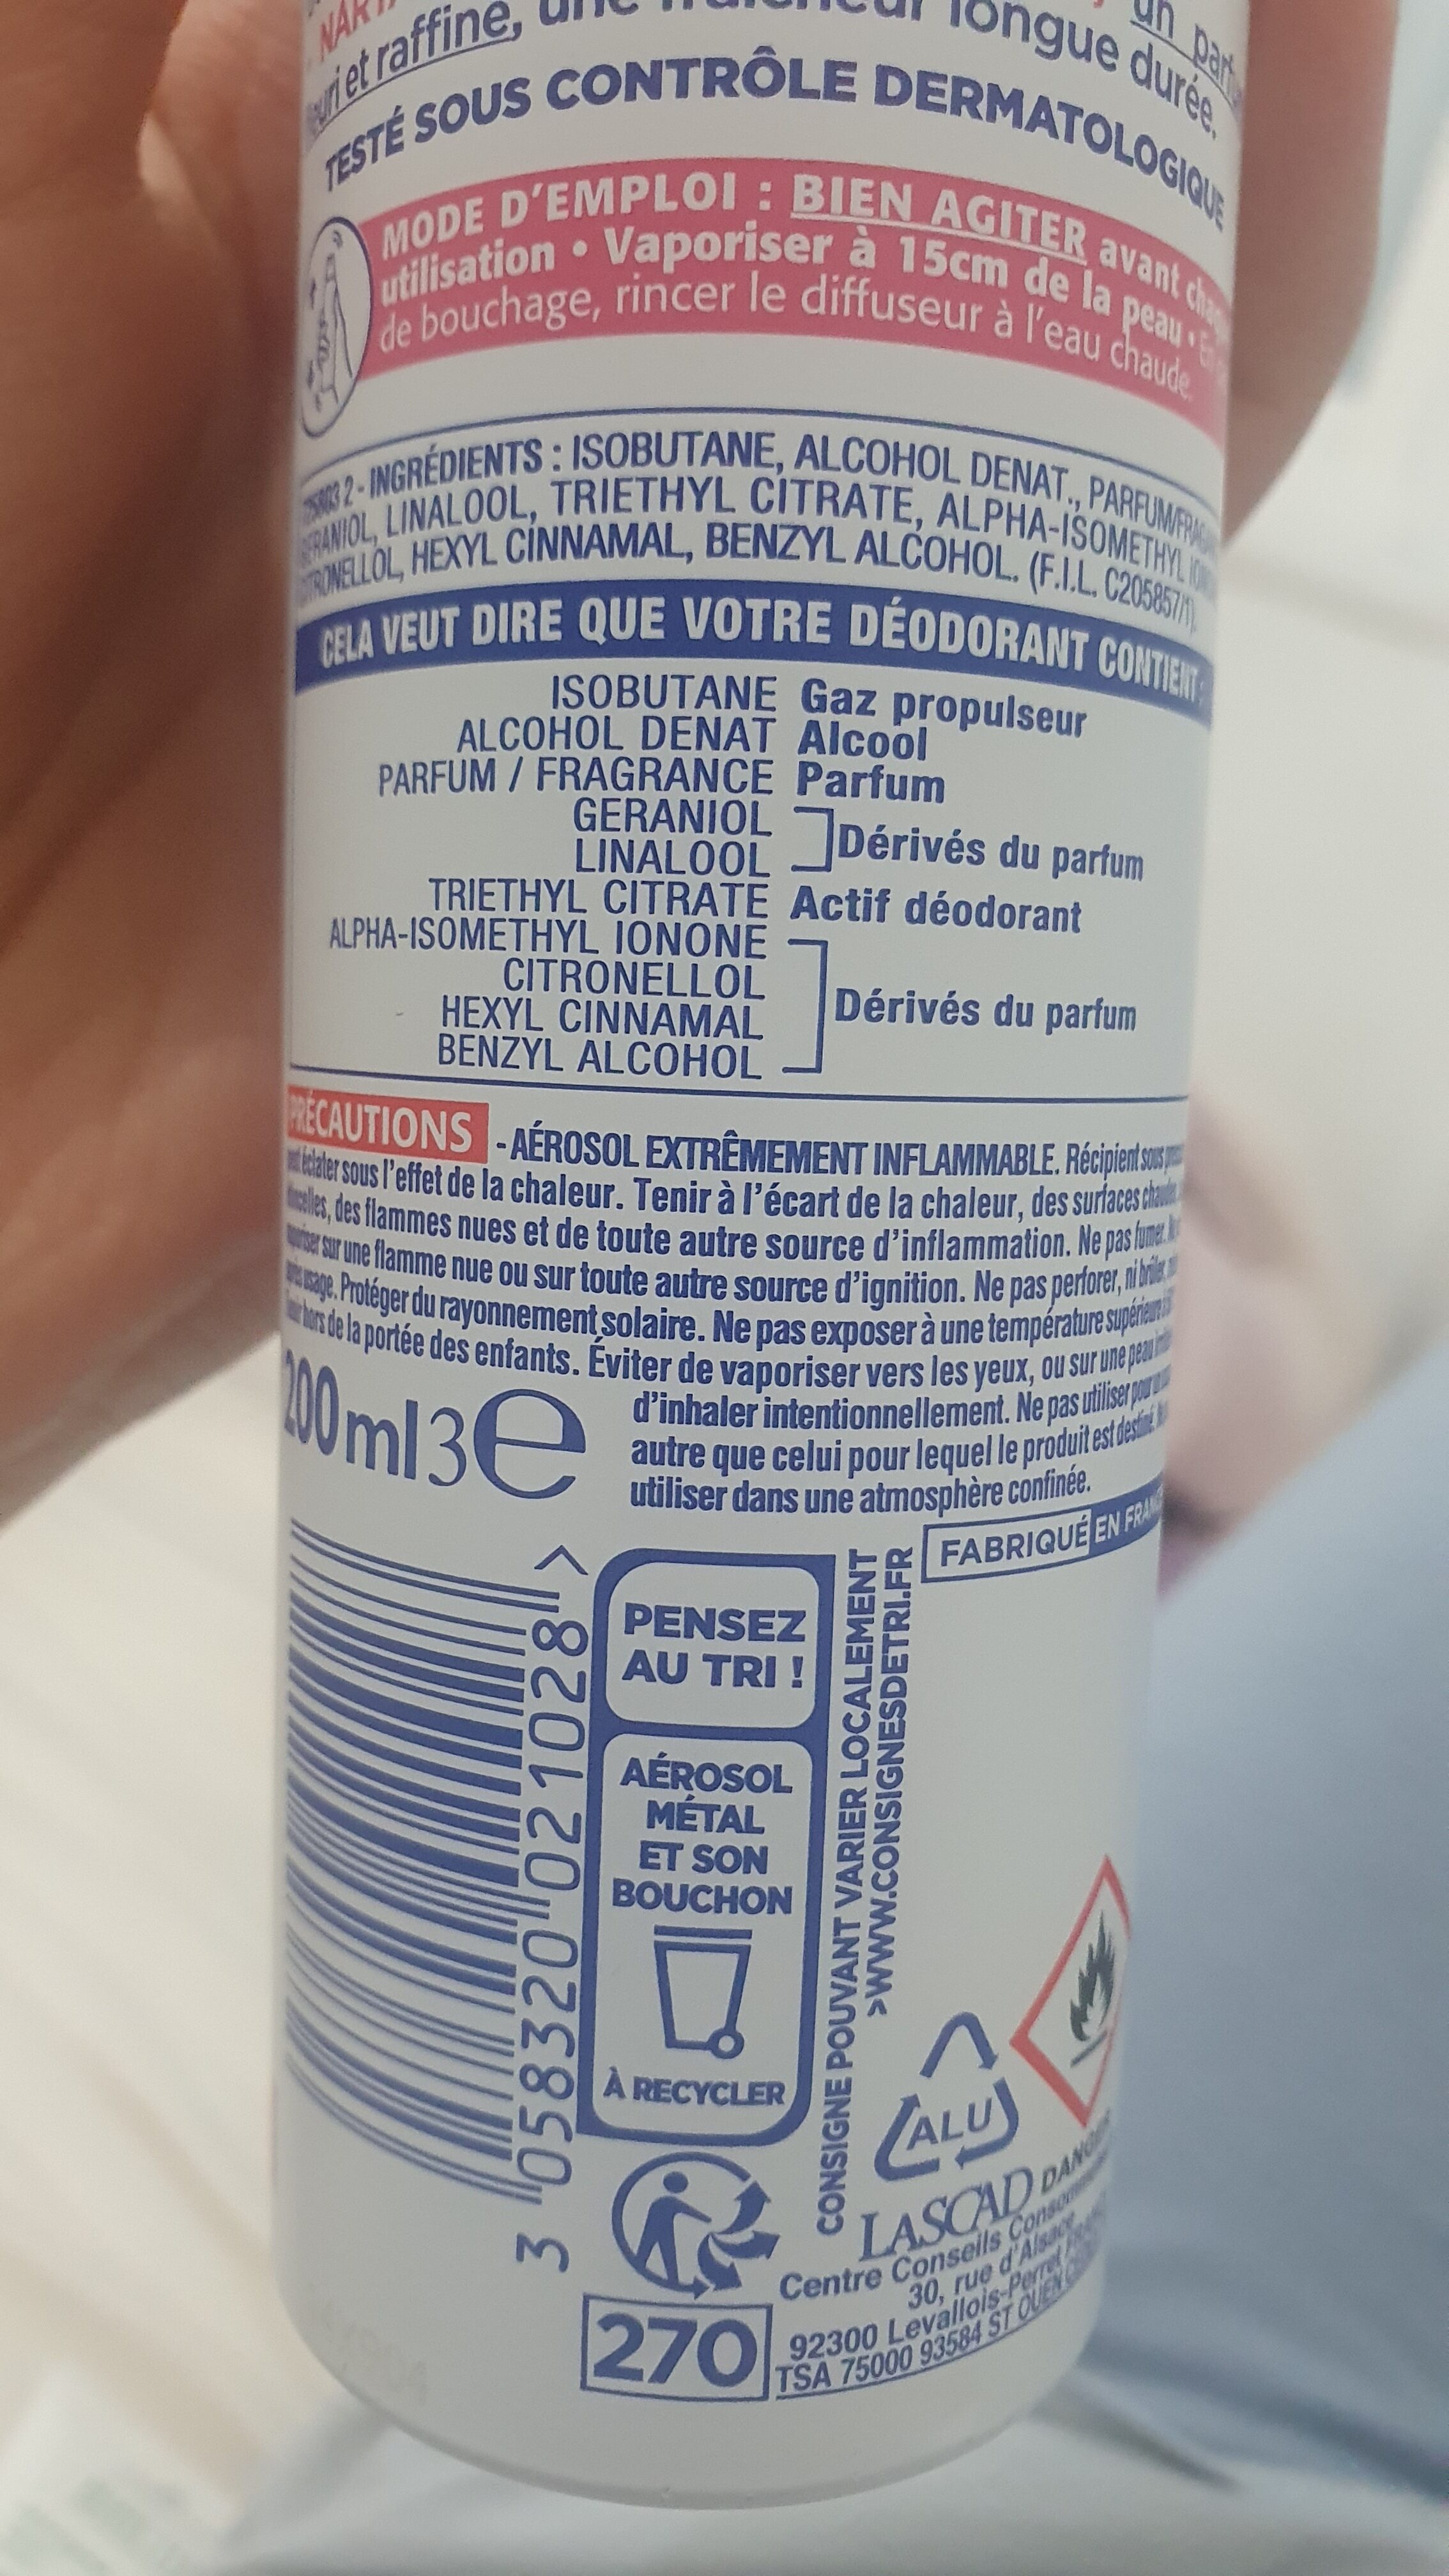 et raffiné, une fraîcheur longue durée.
TESTÉ SOUS CONTRÔLE DERMATOLOGIQUE
MODE D'EMPLOI : BIEN AGITER avant
utilisation • Vaporiser à 15cm de la peau • En
de bouchage, rincer le diffuseur à l'eau chaude.
2 - INGRÉDIENTS : ISOBUTANE, ALCOHOL DENAT., PARFUM/
GERANIOL, LINALOOL, TRIETHYL CITRATE, ALPHA-ISOMETHYL
CITRONELLOL, HEXYL CINNAMAL, BENZYL ALCOHOL. (F.I.L. C205857/1).
CELA VEUT DIRE QUE VOTRE DÉODORANT CONTIENT :
ISOBUTANE Gaz propulseur
ALCOHOL DENAT Alcool
PARFUM / FRAGRANCE Parfum
GERANIOL
LINALOOL
Dérivés du parfum
TRIETHYL CITRATE Actif déodorant
ALPHA-ISOMETHYL IONONE
CITRONELLOL
HEXYL CINNAMAL
BENZYL ALCOHOL
Dérivés du parfum
PRÉCAUTIONS - AÉROSOL EXTRÊMEMENT INFLAMMABLE. Récipient sous
éclater sous l'effet de la chaleur. Tenir à l'écart de la chaleur, des surfaces chaudes,
des flammes nues et de toute autre source d'inflammation. Ne pas fumer.
sur une flamme nue ou sur toute autre source d'ignition. Ne pas perforer, ni brûler,
usage. Protéger du rayonnement solaire. Ne pas exposer à une température supérieure à
hors de la portée des enfants. Éviter de vaporiser vers les yeux, ou sur une peau
d'inhaler intentionnellement. Ne pas utiliser pour
autre que celui pour lequel le produit est destiné.
utiliser dans une atmosphère confinée.
200ml3e
FABRIQUÉ EN FRANCE
PENSEZ
AU TRI !
AÉROSOL
MÉTAL
ET SON
BOUCHON
À RECYCLER
CONSIGNE POUVANT VARIER LOCALEMENT
>WWW.CONSIGNESDETRI.FR
3 058320 021028 >
ALU
DANGER
LASCAD
Centre Conseils
30, rue d'Alsace
92300 Levallois-Perret
TSA 75000 93584 ST OUEN
270